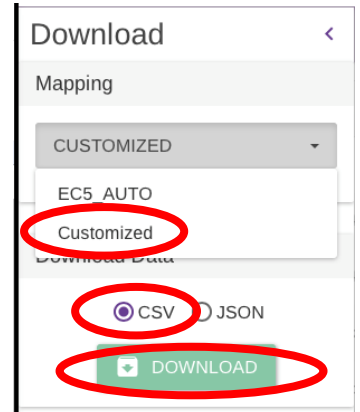 Download
Mapping
CUSTOMIZED
EC5_AUTO
Customized
Download Data
CSV JSON
DOWNLOAD